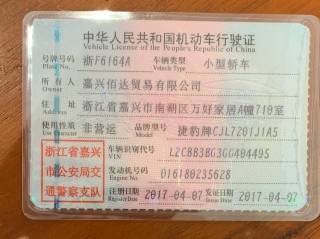 中华人民共和国机动车行驶证
Vehicle License of the People's Republic of China
号牌号码 浙F6164A 车辆类型 小型轿车
Plate No. Vehicle Type
所有人 嘉兴佰达贸易有限公司
Owner
住址 浙江省嘉兴市南湖区万好家居A幢710室
Address
使用性质 非营运 品牌型号 捷豹牌CJL7201J1A5
Use Character Model
浙江省嘉兴市公安局交通警察支队
车辆识别代号 L2CBB3BG3GG404495
VIN
发动机号码 016180235628
Engine No.
注册日期 2017-04-07 发证日期 2017-04-07
Register Date Issue Date